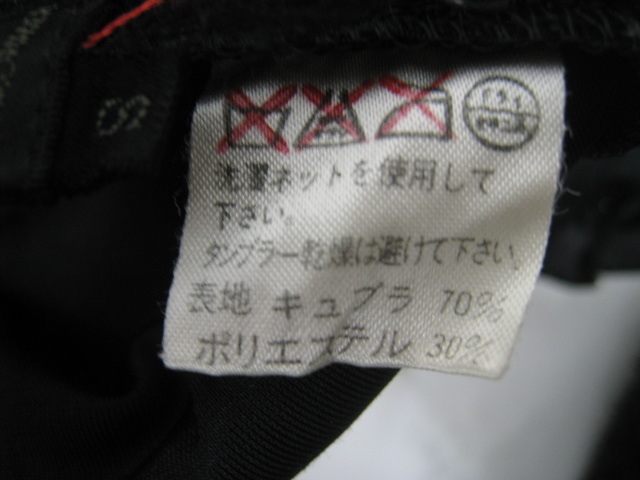 洗濯ネットを使用して
下さい。
タンブラー乾燥は避けて下さい。
表地 キュプラ 70%
ポリエステル 30%